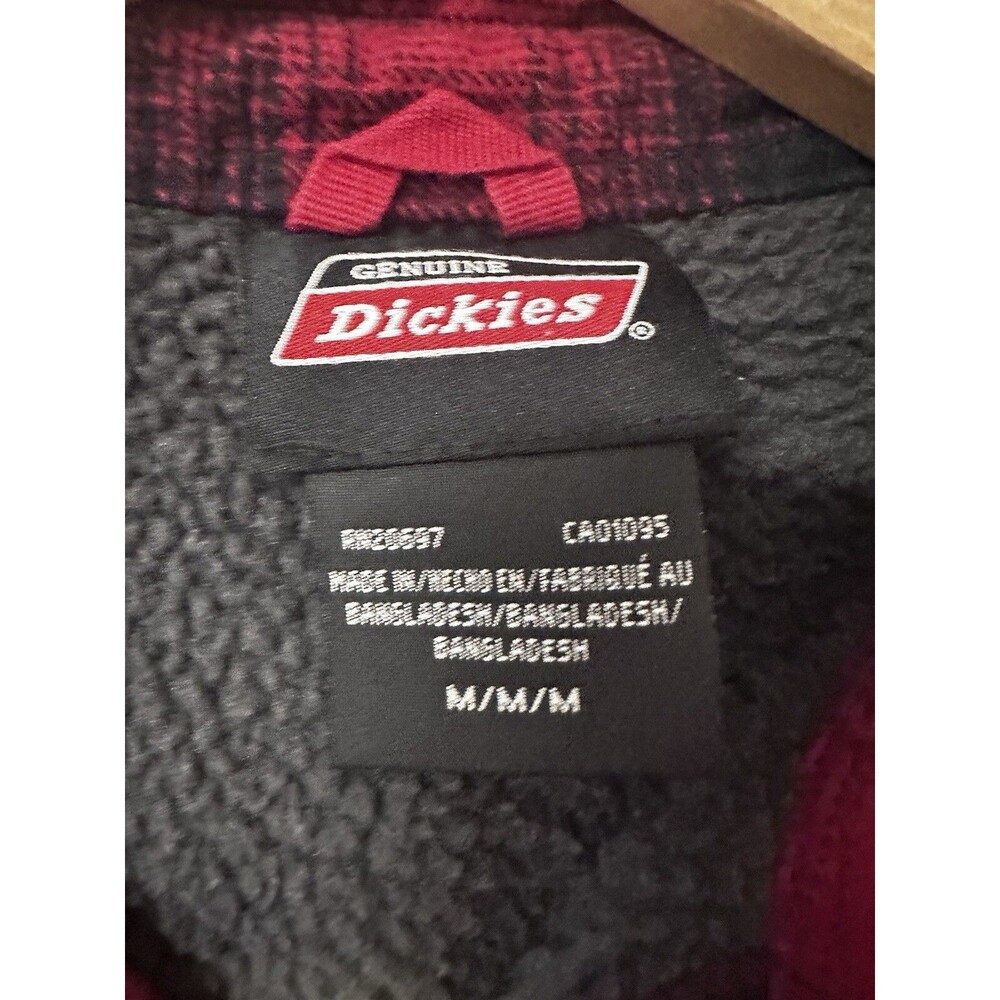 GENUINE
Dickies®
RN20697 CA01095
MADE IN/HECHO EN/FABRIQUÉ AU
BANGLADESH/BANGLADESH/
BANGLADESH
M/M/M